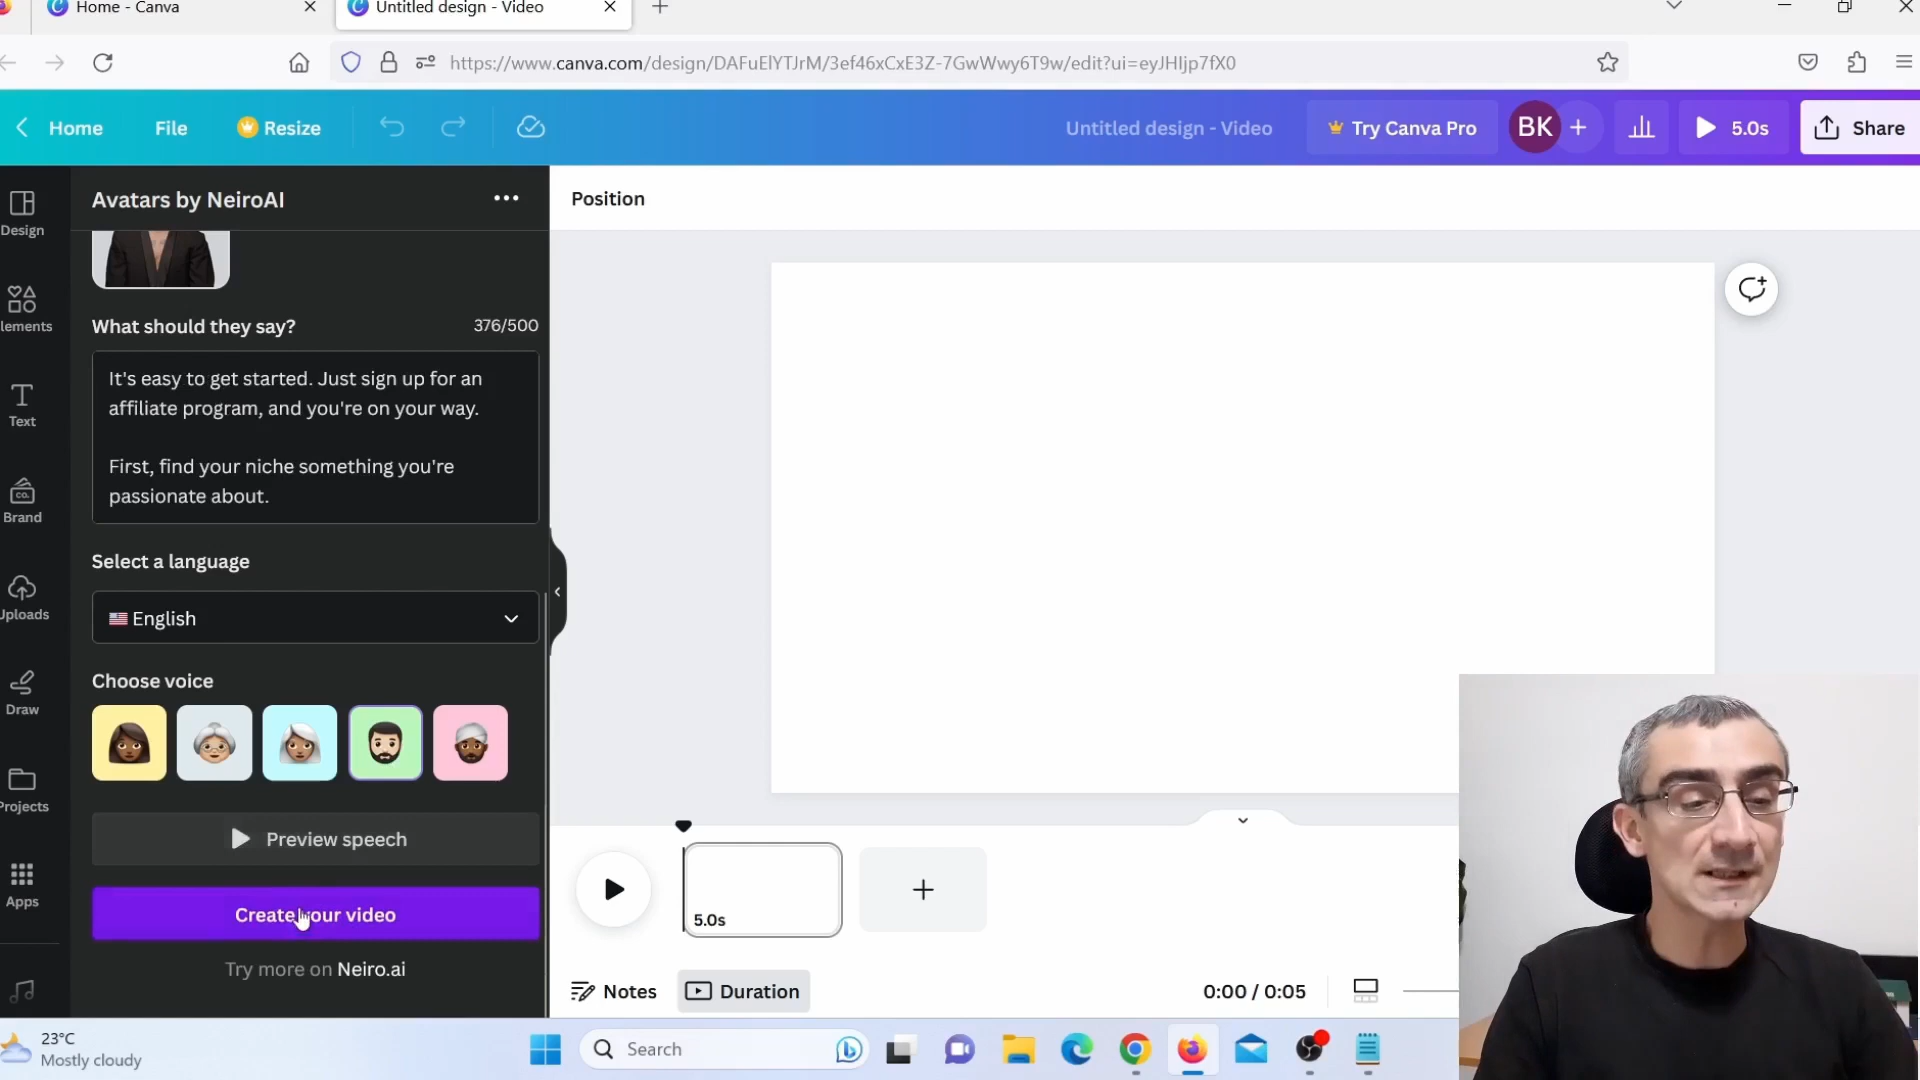 Home - Canva
Untitled design - Video
https://www.canva.com/design/DAFuElYTJrM/3ef46xCxE3Z-7GwWwy6T9w/edit?ui=eyJHIjp7fX0
Home
File
Resize
Untitled design - Video
Try Canva Pro
BK
5.0s
Share
Avatars by NeiroAI
Position
Design
lements
Text
Brand
CO.
Uploads
Draw
Projects
Apps
What should they say?
376/500
It's easy to get started. Just sign up for an
affiliate program, and you're on your way.
First, find your niche something you're
passionate about.
Select a language
English
Choose voice
Preview speech
Create your video
Try more on Neiro.ai
5.0s
Notes
Duration
0:00 / 0:05
23°C
Mostly cloudy
Search